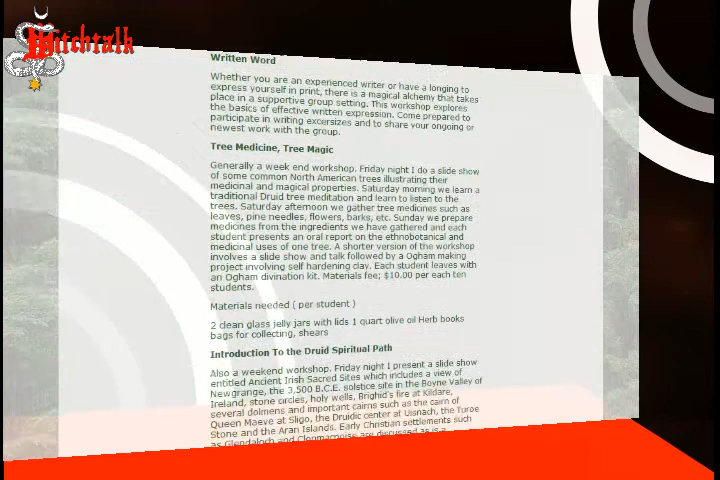 Witchtalk
Written Word
Whether you are an experienced writer or have a longing to
express yourself in print, there is a magical alchemy that takes
place in a supportive group setting. This workshop explores
the basics of effective written expression. Come prepared to
participate in writing excersizes and to share your ongoing or
newest work with the group.
Tree Medicine, Tree Magic
Generally a week end workshop. Friday night I do a slide show
of some common North American trees illustrating their
medicinal and magical properties. Saturday morning we learn a
traditional Druid tree meditation and learn to listen to the
trees. Saturday afternoon we gather tree medicines such as
leaves, pine needles, flowers, barks, etc. Sunday we prepare
medicines from the ingredients we have gathered and each
student presents an oral report on the ethnobotanical and
medicinal uses of one tree. A shorter version of the workshop
involves a slide show and talk followed by a Ogham making
project involving self hardening clay. Each student leaves with
an Ogham divination kit. Materials fee; $10.00 per each ten
students.
Materials needed ( per student )
2 clean glass jelly jars with lids 1 quart olive oil Herb books
bags for collecting, shears
Introduction To the Druid Spiritual Path
Also a weekend workshop. Friday night I present a slide show
entitled Ancient Irish Sacred Sites which includes a view of
Newgrange, the 3,500 B.C.E. solstice site in the Boyne Valley of
Ireland, stone circles, holy wells, Brighid's fire at Kildare,
several dolmens and important cairns such as the cairn of
Queen Maeve at Sligo, the Druidic center at Uisnach, the Turoe
Stone and the Aran Islands. Early Christian settlements such
as Glendaloch and Clonmacnoise are discussed as is a